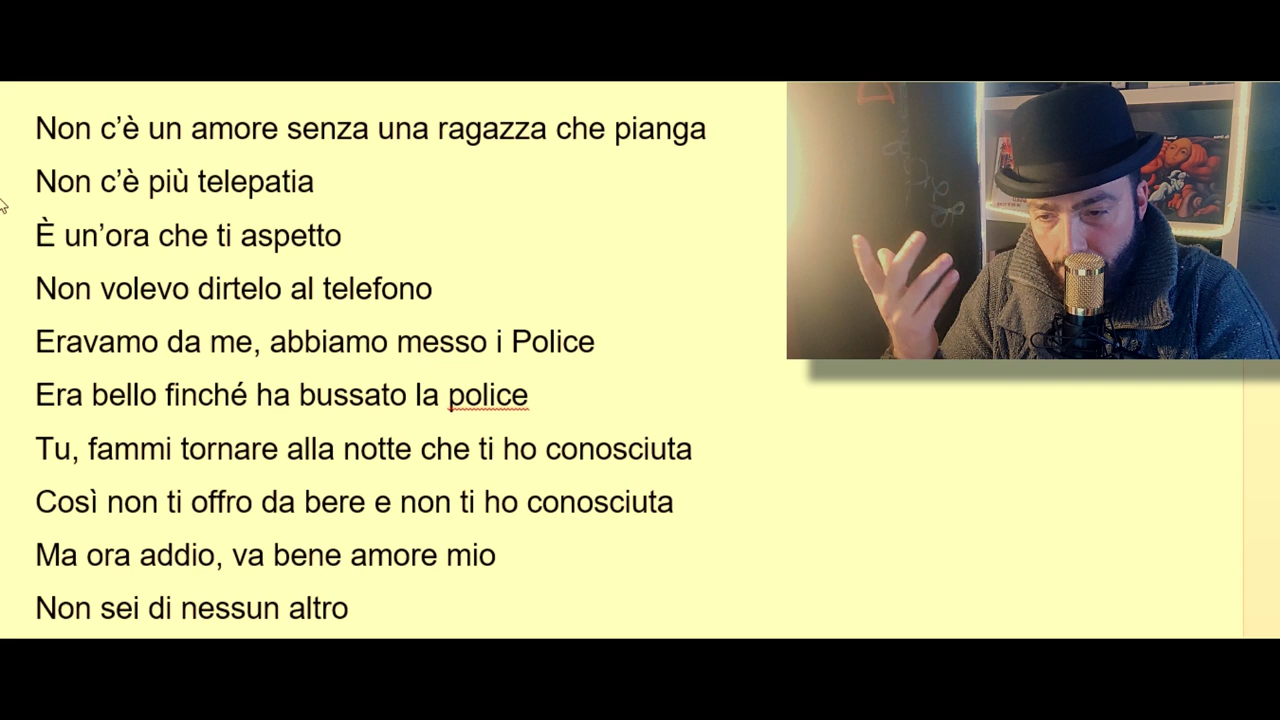 Non c’è un amore senza una ragazza che pianga
Non c’è più telepatia
È un’ora che ti aspetto
Non volevo dirtelo al telefono
Eravamo da me, abbiamo messo i Police
Era bello finché ha bussato la police
Tu, fammi tornare alla notte che ti ho conosciuta
Così non ti offro da bere e non ti ho conosciuta
Ma ora addio, va bene amore mio
Non sei di nessun altro